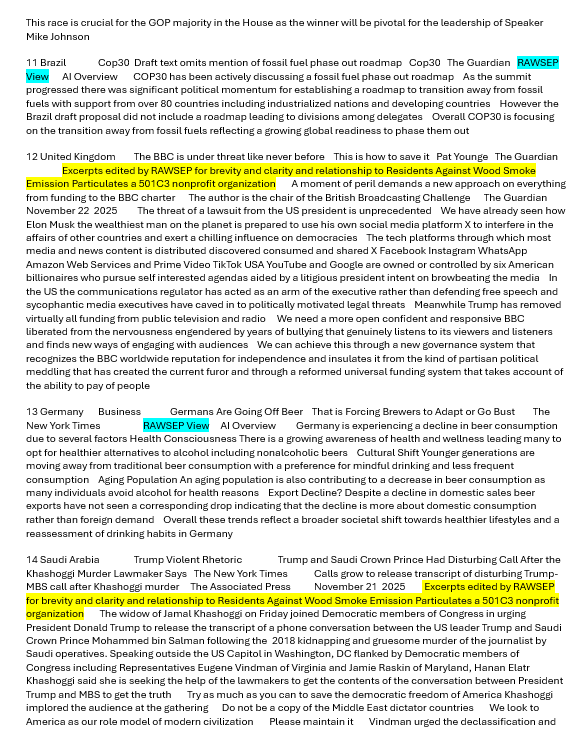 This race is crucial for the GOP majority in the House as the winner will be pivotal for the leadership of Speaker
Mike Johnson
11 Brazil Cop30 Draft text omits mention of fossil fuel phase out roadmap Cop30 The Guardian RAWSEP
View AI Overview COP30 has been actively discussing a fossil fuel phase out roadmap As the summit
progressed there was significant political momentum for establishing a roadmap to transition away from fossil
fuels with support from over 80 countries including industrialized nations and developing countries However the
Brazil draft proposal did not include a roadmap leading to divisions among delegates Overall COP30 is focusing
on the transition away from fossil fuels reflecting a growing global readiness to phase them out
12 United Kingdom The BBC is under threat like never before This is how to save it Pat Younge The Guardian
Excerpts edited by RAWSEP for brevity and clarity and relationship to Residents Against Wood Smoke
Emission Particulates a 501C3 nonprofit organization A moment of peril demands a new approach on everything
from funding to the BBC charter The author is the chair of the British Broadcasting Challenge The Guardian
November 22 2025 The threat of a lawsuit from the US president is unprecedented We have already seen how
Elon Musk the wealthiest man on the planet is prepared to use his own social media platform X to interfere in the
affairs of other countries and exert a chilling influence on democracies The tech platforms through which most
media and news content is distributed discovered consumed and shared X Facebook Instagram WhatsApp
Amazon Web Services and Prime Video TikTok USA YouTube and Google are owned or controlled by six American
billionaires who pursue self interested agendas aided by a litigious president intent on browbeating the media In
the US the communications regulator has acted as an arm of the executive rather than defending free speech and
sycophantic media executives have caved in to politically motivated legal threats Meanwhile Trump has removed
virtually all funding from public television and radio We need a more open confident and responsive BBC
liberated from the nervousness engendered by years of bullying that genuinely listens to its viewers and listeners
and finds new ways of engaging with audiences We can achieve this through a new governance system that
recognizes the BBC worldwide reputation for independence and insulates it from the kind of partisan political
meddling that has created the current furor and through a reformed universal funding system that takes account of
the ability to pay of people
13 Germany Business Germans Are Going Off Beer That is Forcing Brewers to Adapt or Go Bust The
New York Times RAWSEP View AI Overview Germany is experiencing a decline in beer consumption
due to several factors Health Consciousness There is a growing awareness of health and wellness leading many to
opt for healthier alternatives to alcohol including nonalcoholic beers Cultural Shift Younger generations are
moving away from traditional beer consumption with a preference for mindful drinking and less frequent
consumption Aging Population An aging population is also contributing to a decrease in beer consumption as
many individuals avoid alcohol for health reasons Export Decline? Despite a decline in domestic sales beer
exports have not seen a corresponding drop indicating that the decline is more about domestic consumption
rather than foreign demand Overall these trends reflect a broader societal shift towards healthier lifestyles and a
reassessment of drinking habits in Germany
14 Saudi Arabia Trump Violent Rhetoric Trump and Saudi Crown Prince Had Disturbing Call After the
Khashoggi Murder Lawmaker Says The New York Times Calls grow to release transcript of disturbing Trump-
MBS call after Khashoggi murder The Associated Press November 21 2025 Excerpts edited by RAWSEP
for brevity and clarity and relationship to Residents Against Wood Smoke Emission Particulates a 501C3 nonprofit
organization The widow of Jamal Khashoggi on Friday joined Democratic members of Congress in urging
President Donald Trump to release the transcript of a phone conversation between the US leader Trump and Saudi
Crown Prince Mohammed bin Salman following the 2018 kidnapping and gruesome murder of the journalist by
Saudi operatives. Speaking outside the US Capitol in Washington, DC flanked by Democratic members of
Congress including Representatives Eugene Vindman of Virginia and Jamie Raskin of Maryland, Hanan Elatr
Khashoggi said she is seeking the help of the lawmakers to get the contents of the conversation between President
Trump and MBS to get the truth Try as much as you can to save the democratic freedom of America Khashoggi
implored the audience at the gathering Do not be a copy of the Middle East dictator countries We look to
America as our role model of modern civilization Please maintain it Vindman urged the declassification and